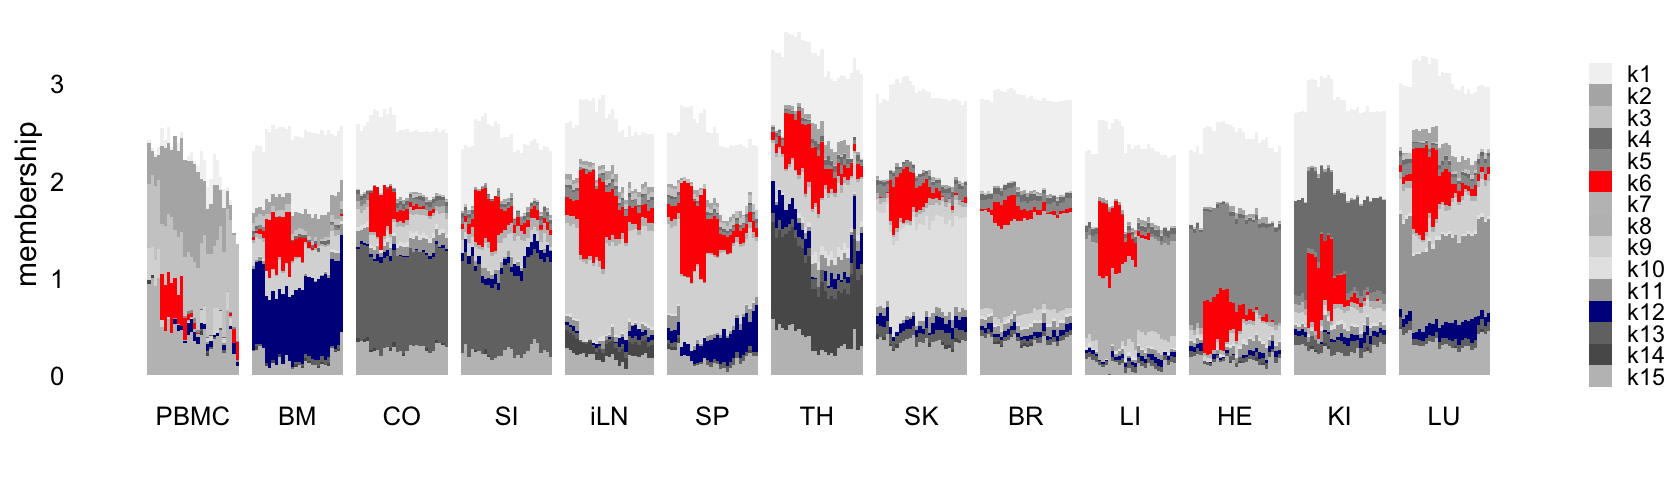 membership
3
2
1
0
PBMC BM CO SI iLN SP TH SK BR LI HE KI LU
k1
k2
k3
k4
k5
k6
k7
k8
k9
k10
k11
k12
k13
k14
k15